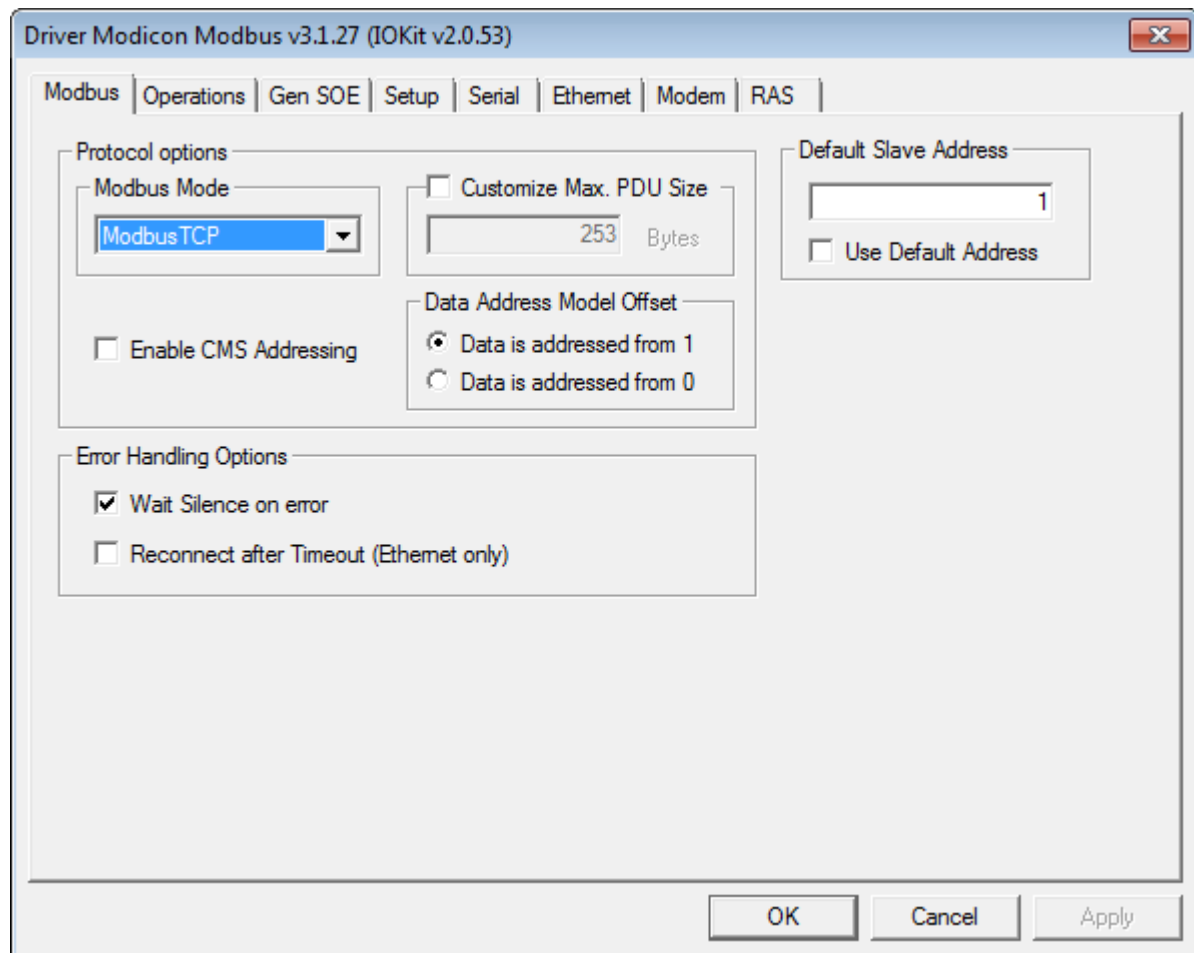 Driver Modicon Modbus v3.1.27 (IOKit v2.0.53)
Modbus Operations Gen SOE Setup Serial Ethernet Modem RAS
Protocol options
Modbus Mode
ModbusTCP
Customize Max. PDU Size
253 Bytes
Enable CMS Addressing
Data Address Model Offset
Data is addressed from 1
Data is addressed from 0
Default Slave Address
1
Use Default Address
Error Handling Options
Wait Silence on error
Reconnect after Timeout (Ethernet only)
OK Cancel Apply